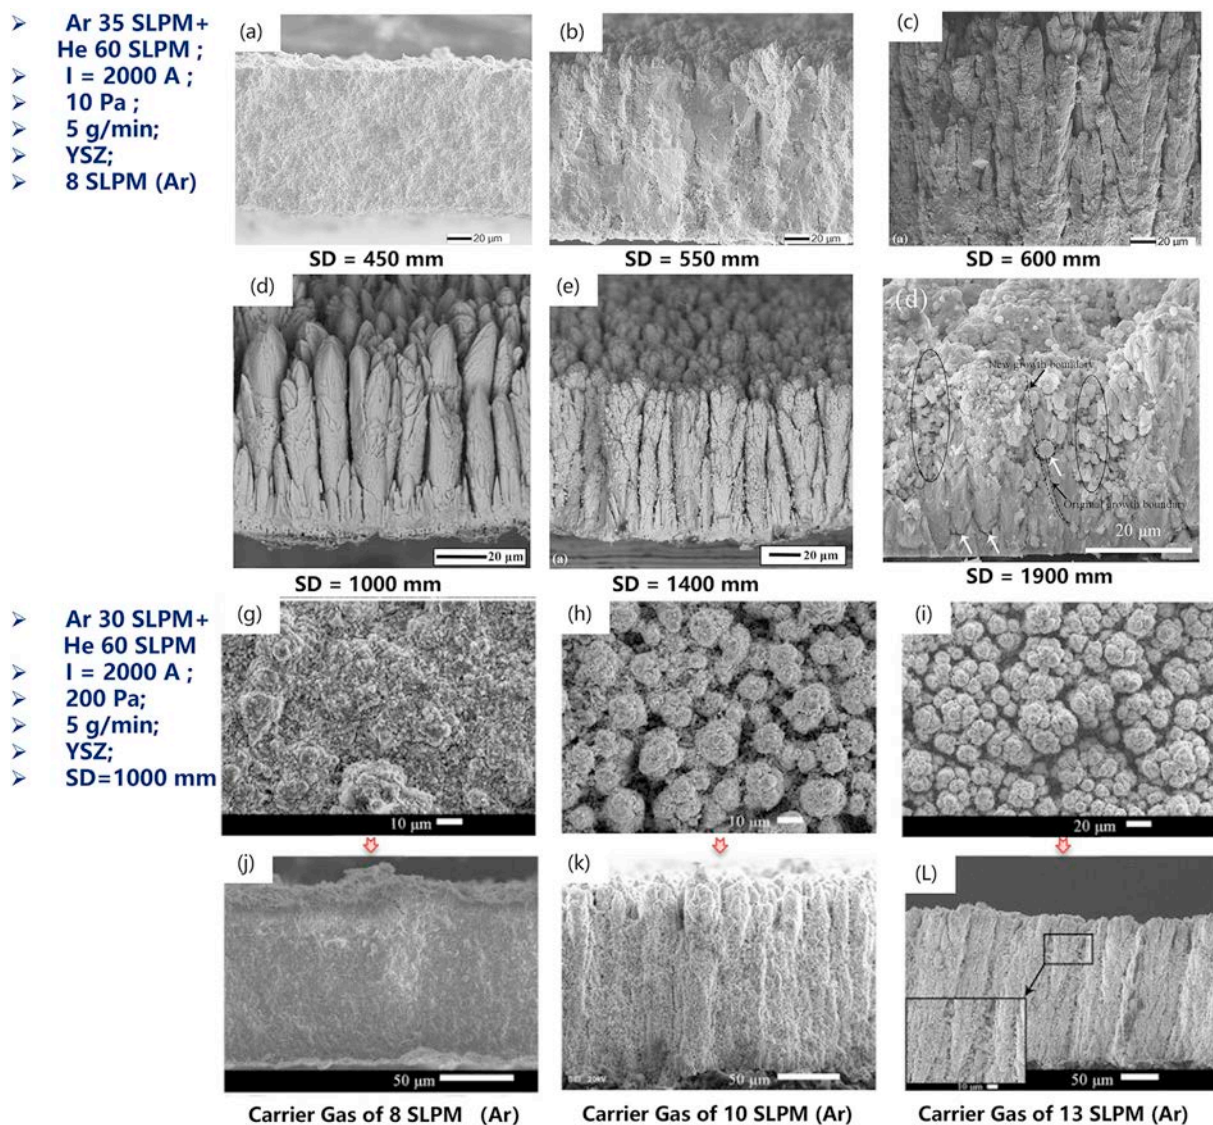 ➢ Ar 35 SLPM+
He 60 SLPM ;
➢ I = 2000 A ;
➢ 10 Pa ;
➢ 5 g/min;
➢ YSZ;
➢ 8 SLPM (Ar)
(a)
20 μm
(b)
20 μm
(c)
(a)
20 μm
SD = 450 mm
SD = 550 mm
SD = 600 mm
(d)
20 μm
(e)
(a)
20 μm
(d)
New growth boundary
Original growth boundary
20 μm
SD = 1000 mm
SD = 1400 mm
SD = 1900 mm
➢ Ar 30 SLPM+
He 60 SLPM
➢ I = 2000 A ;
➢ 200 Pa;
➢ 5 g/min;
➢ YSZ;
➢ SD=1000 mm
(g)
10 μm
(h)
10 μm
(i)
20 μm
(j)
50 μm
(k)
20kV
50 μm
(L)
10 μm
50 μm
Carrier Gas of 8 SLPM (Ar)
Carrier Gas of 10 SLPM (Ar)
Carrier Gas of 13 SLPM (Ar)